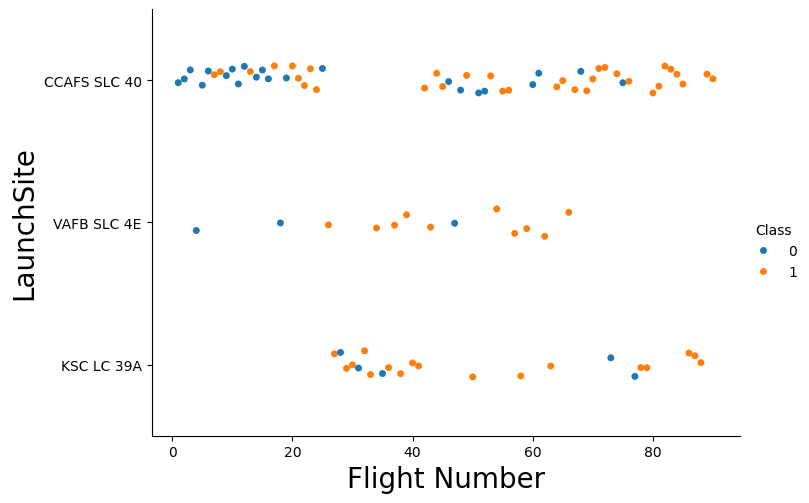 CCAFS SLC 40
VAFB SLC 4E
KSC LC 39A
LaunchSite
0 20 40 60 80
Flight Number
Class
0
1